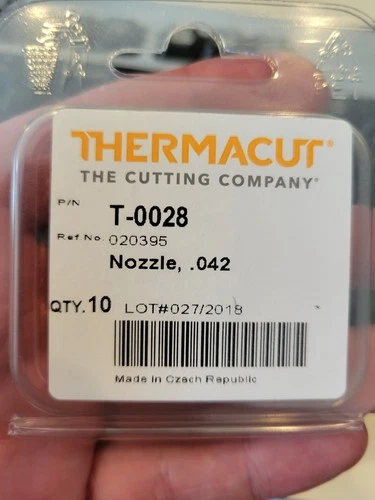 THERMACUT®
THE CUTTING COMPANY®
P/N T-0028
Ref No. 020395
Nozzle, .042
QTY. 10 LOT#027/2018
Made in Czech Republic